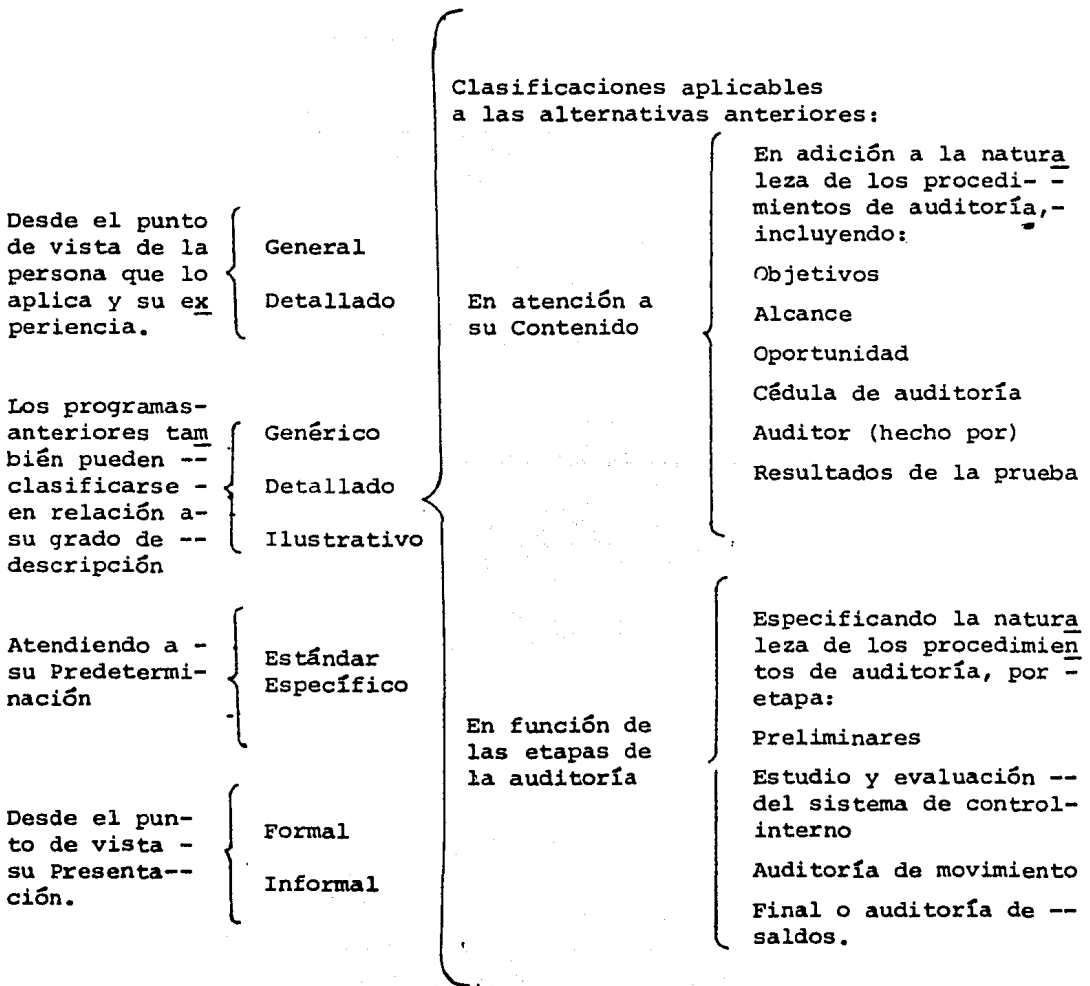 Desde el punto
de vista de la
persona que lo
aplica y su ex
periencia.
General
Detallado
Los programas-
anteriores tam
bién pueden --
clasificarse -
en relación a-
su grado de --
descripción
Genérico
Detallado
Ilustrativo
Atendiendo a -
su Predetermi-
nación
Estándar
Específico
Desde el pun-
to de vista -
su Presenta--
ción.
Formal
Informal
Clasificaciones aplicables
a las alternativas anteriores:
En atención a
su Contenido
En adición a la natura
leza de los procedi- -
mientos de auditoría,-
incluyendo:
Objetivos
Alcance
Oportunidad
Cédula de auditoría
Auditor (hecho por)
Resultados de la prueba
En función de
las etapas de
la auditoría
Especificando la natura
leza de los procedimien
tos de auditoría, por -
etapa:
Preliminares
Estudio y evaluación --
del sistema de control-
interno
Auditoría de movimiento
Final o auditoría de --
saldos.